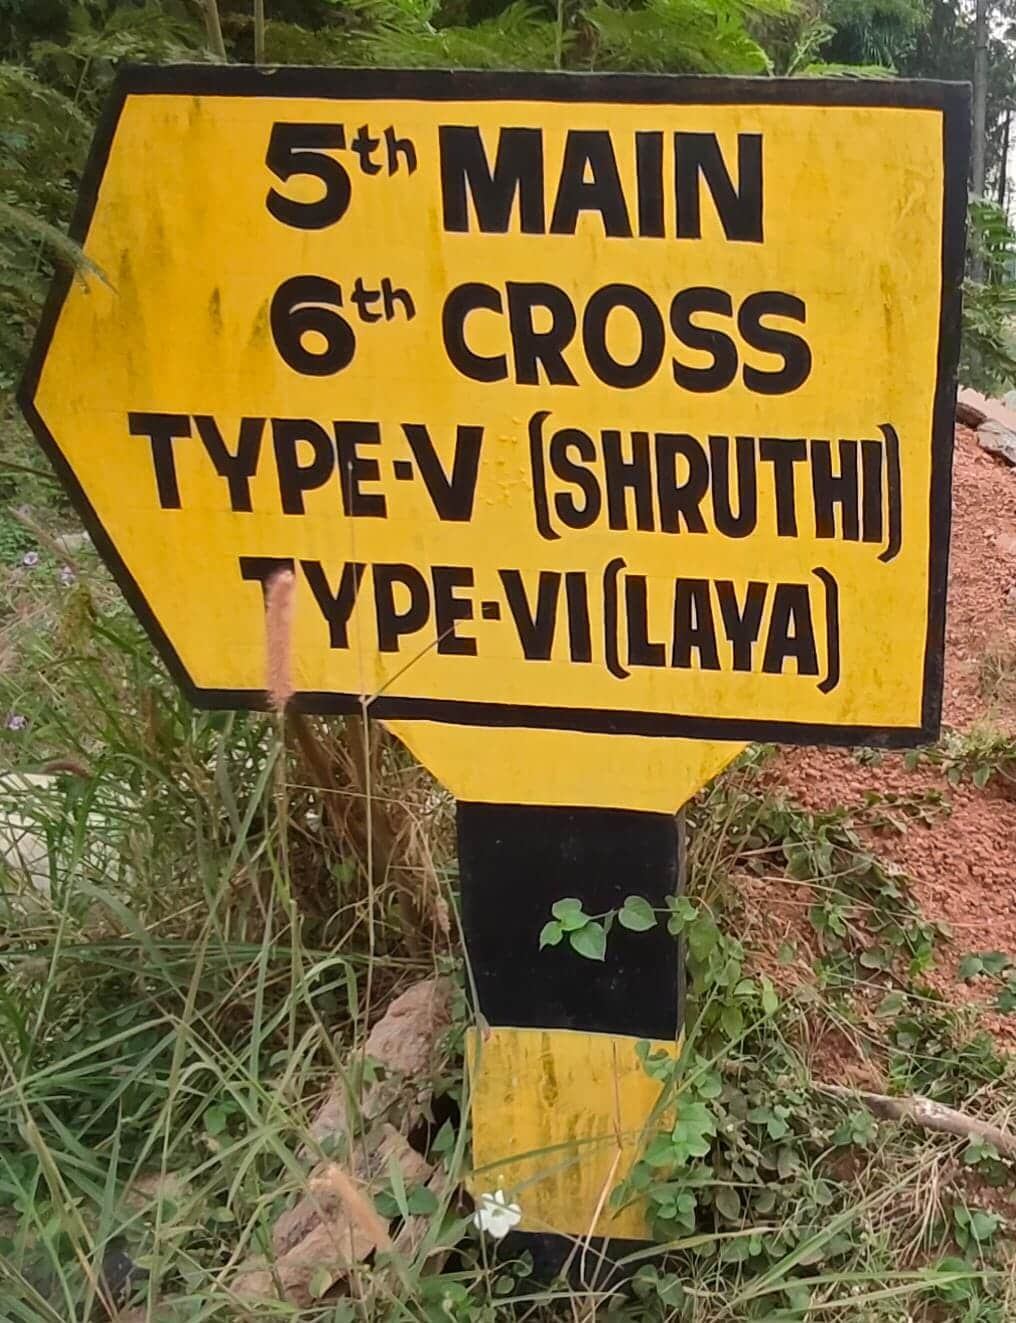 5th MAIN
6th CROSS
TYPE-V (SHRUTHI)
TYPE-VI (LAYA)